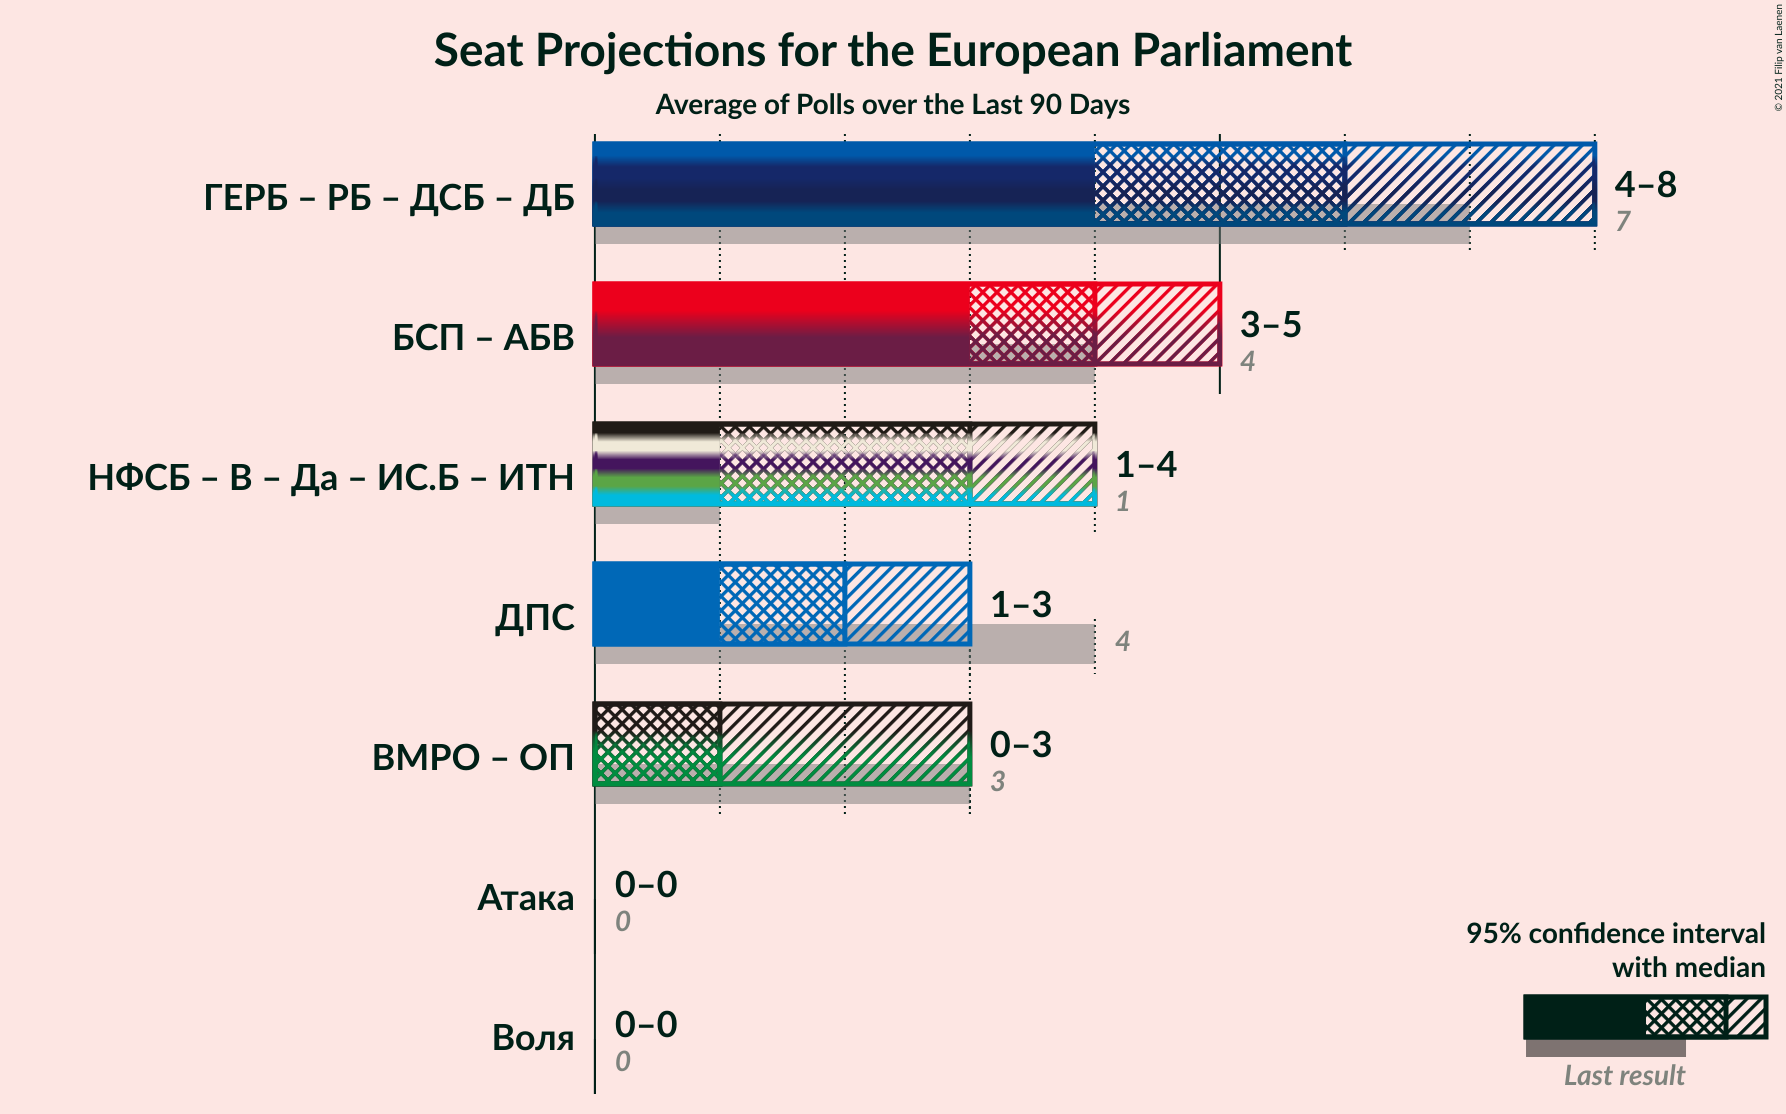 Seat Projections for the European Parliament
Average of Polls over the Last 90 Days
© 2021 Filip van Laenen
ГЕРБ – РБ – ДСБ – ДБ
4–8
7
БСП – АБВ
3–5
4
НФСБ – В – Да – ИС.Б – ИТН
1–4
1
ДПС
1–3
4
ВМРО – ОП
0–3
3
Атака
0–0
0
Воля
0–0
0
95% confidence interval
with median
Last result